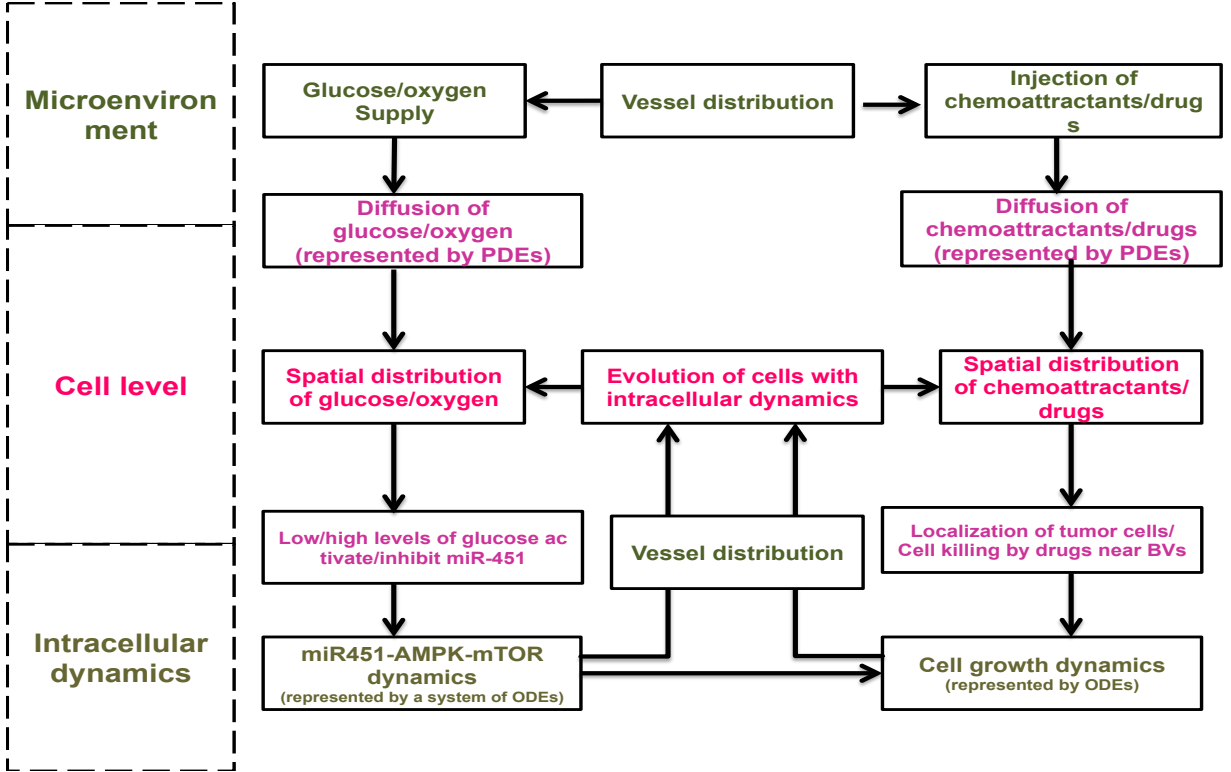 Microenviron
ment
Glucose/oxygen
Supply
Vessel distribution
Injection of
chemoattractants/drug
s
Diffusion of
glucose/oxygen
(represented by PDEs)
Diffusion of
chemoattractants/drugs
(represented by PDEs)
Cell level
Spatial distribution
of glucose/oxygen
Evolution of cells with
intracellular dynamics
Spatial distribution
of chemoattractants/
drugs
Low/high levels of glucose ac
tivate/inhibit miR-451
Vessel distribution
Localization of tumor cells/
Cell killing by drugs near BVs
Intracellular
dynamics
miR451-AMPK-mTOR
dynamics
(represented by a system of ODEs)
Cell growth dynamics
(represented by ODEs)